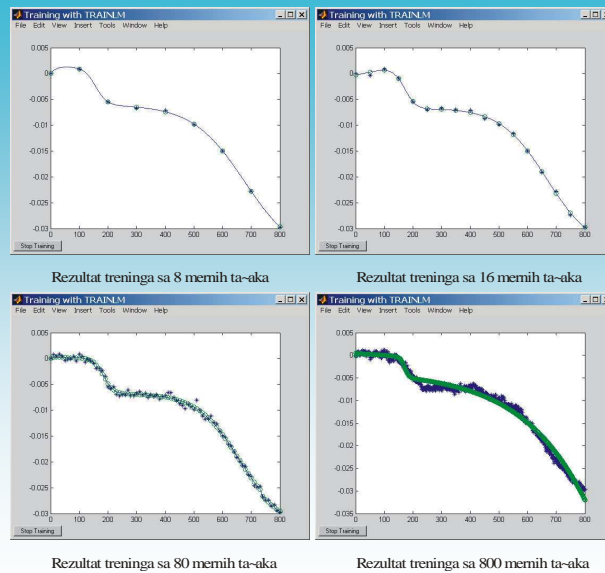 Training with TRAINLM
File Edit View Insert Tools Window Help
0.005
0
-0.005
-0.01
-0.015
-0.02
-0.025
-0.03
0 100 200 300 400 500 600 700 800
Stop Training
Rezultat treninga sa 8 mernih ta~aka
Training with TRAINLM
File Edit View Insert Tools Window Help
0.005
0
-0.005
-0.01
-0.015
-0.02
-0.025
-0.03
0 100 200 300 400 500 600 700 800
Stop Training
Rezultat treninga sa 16 mernih ta~aka
Training with TRAINLM
File Edit View Insert Tools Window Help
0.005
0
-0.005
-0.01
-0.015
-0.02
-0.025
-0.03
0 100 200 300 400 500 600 700 800
Stop Training
Rezultat treninga sa 80 mernih ta~aka
Training with TRAINLM
File Edit View Insert Tools Window Help
0.005
0
-0.005
-0.01
-0.015
-0.02
-0.025
-0.03
-0.035
0 100 200 300 400 500 600 700 800
Stop Training
Rezultat treninga sa 800 mernih ta~aka